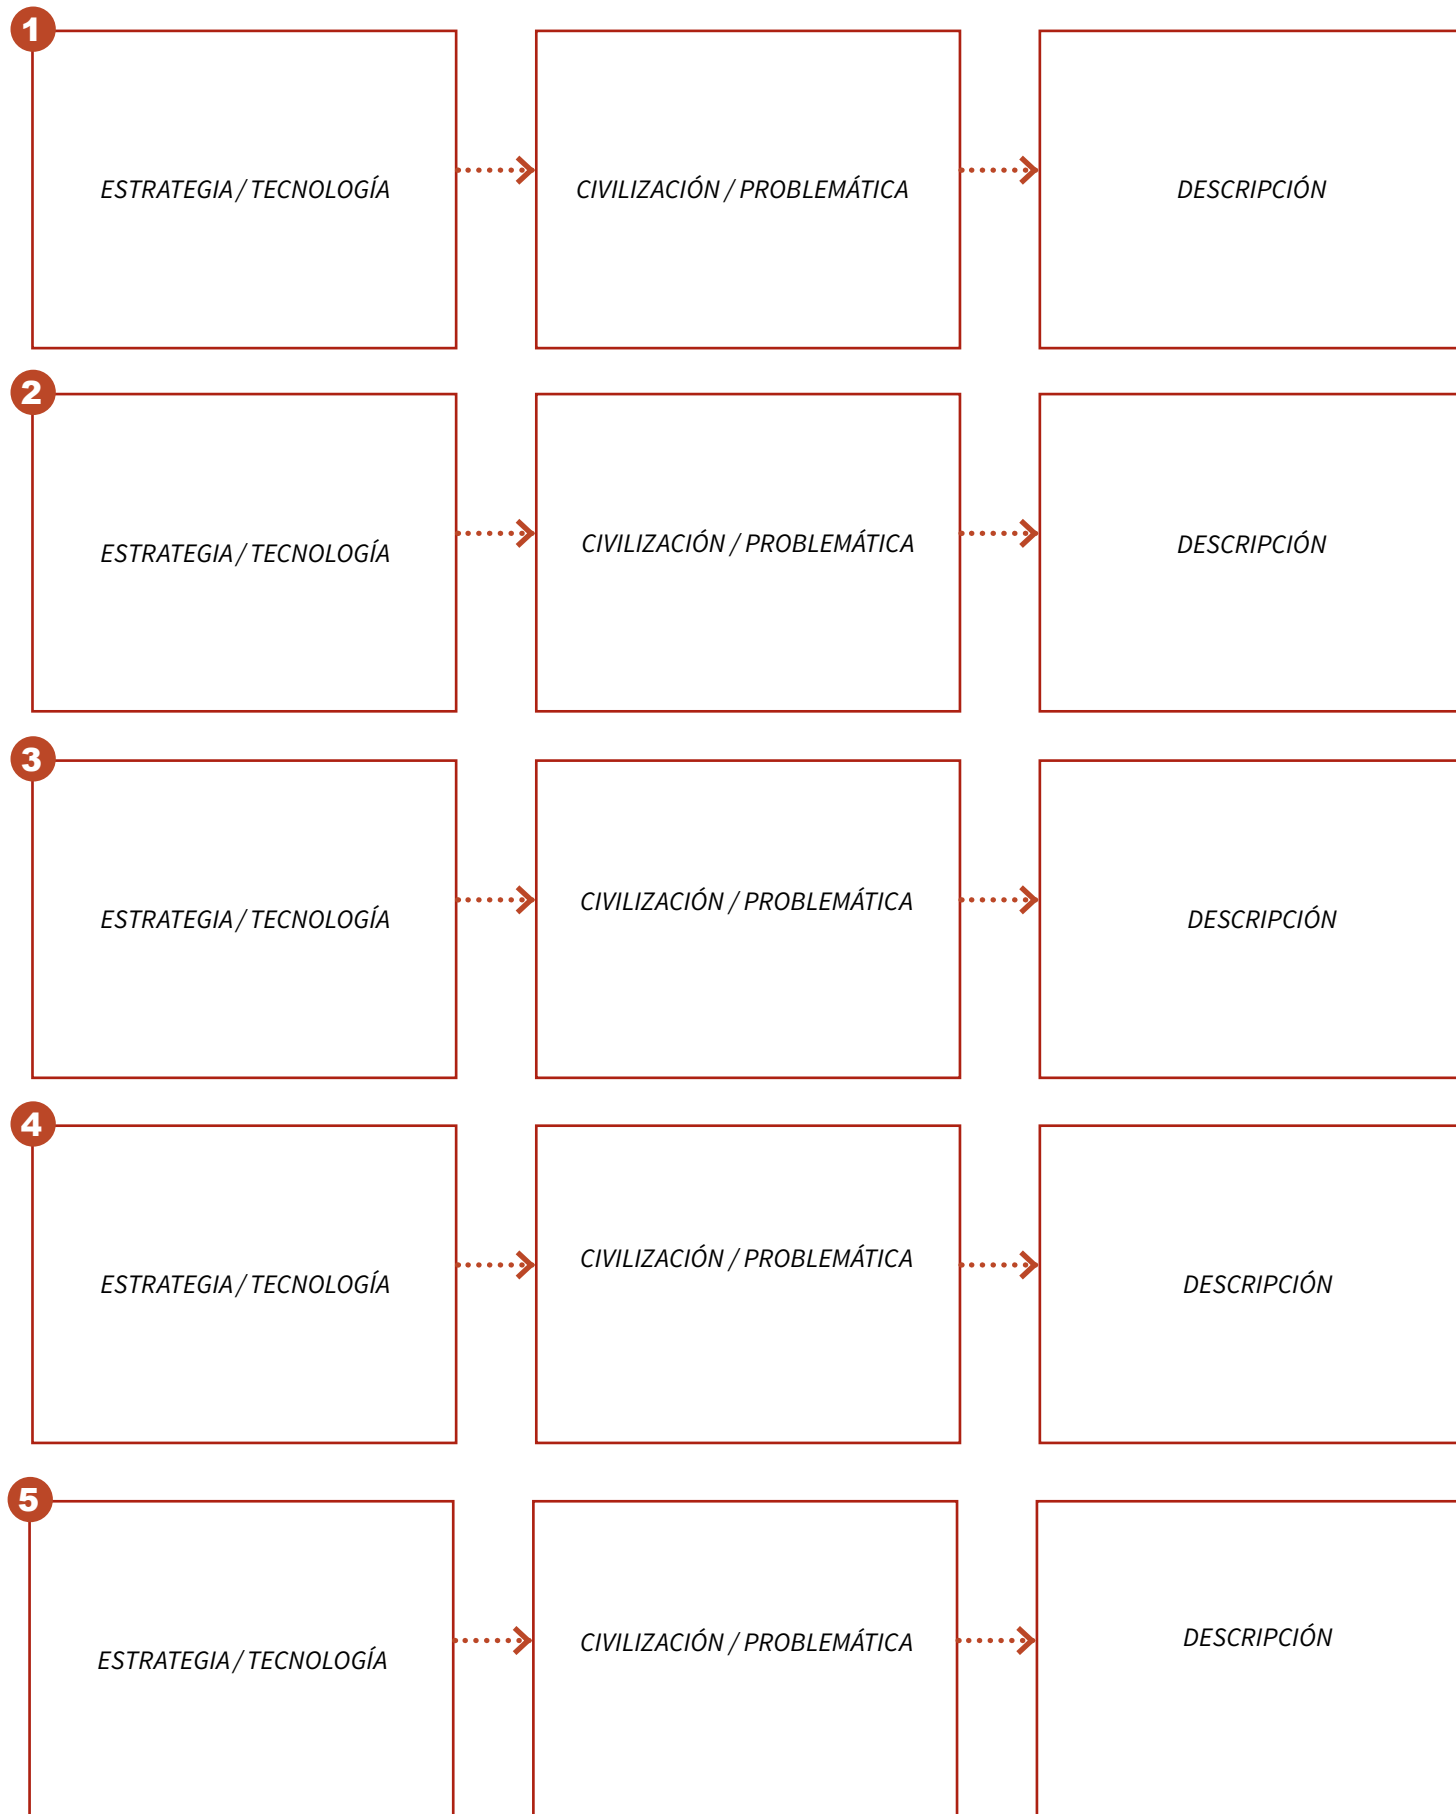 1
ESTRATEGIA / TECNOLOGÍA
CIVILIZACIÓN / PROBLEMÁTICA
DESCRIPCIÓN
2
ESTRATEGIA / TECNOLOGÍA
CIVILIZACIÓN / PROBLEMÁTICA
DESCRIPCIÓN
3
ESTRATEGIA / TECNOLOGÍA
CIVILIZACIÓN / PROBLEMÁTICA
DESCRIPCIÓN
4
ESTRATEGIA / TECNOLOGÍA
CIVILIZACIÓN / PROBLEMÁTICA
DESCRIPCIÓN
5
ESTRATEGIA / TECNOLOGÍA
CIVILIZACIÓN / PROBLEMÁTICA
DESCRIPCIÓN